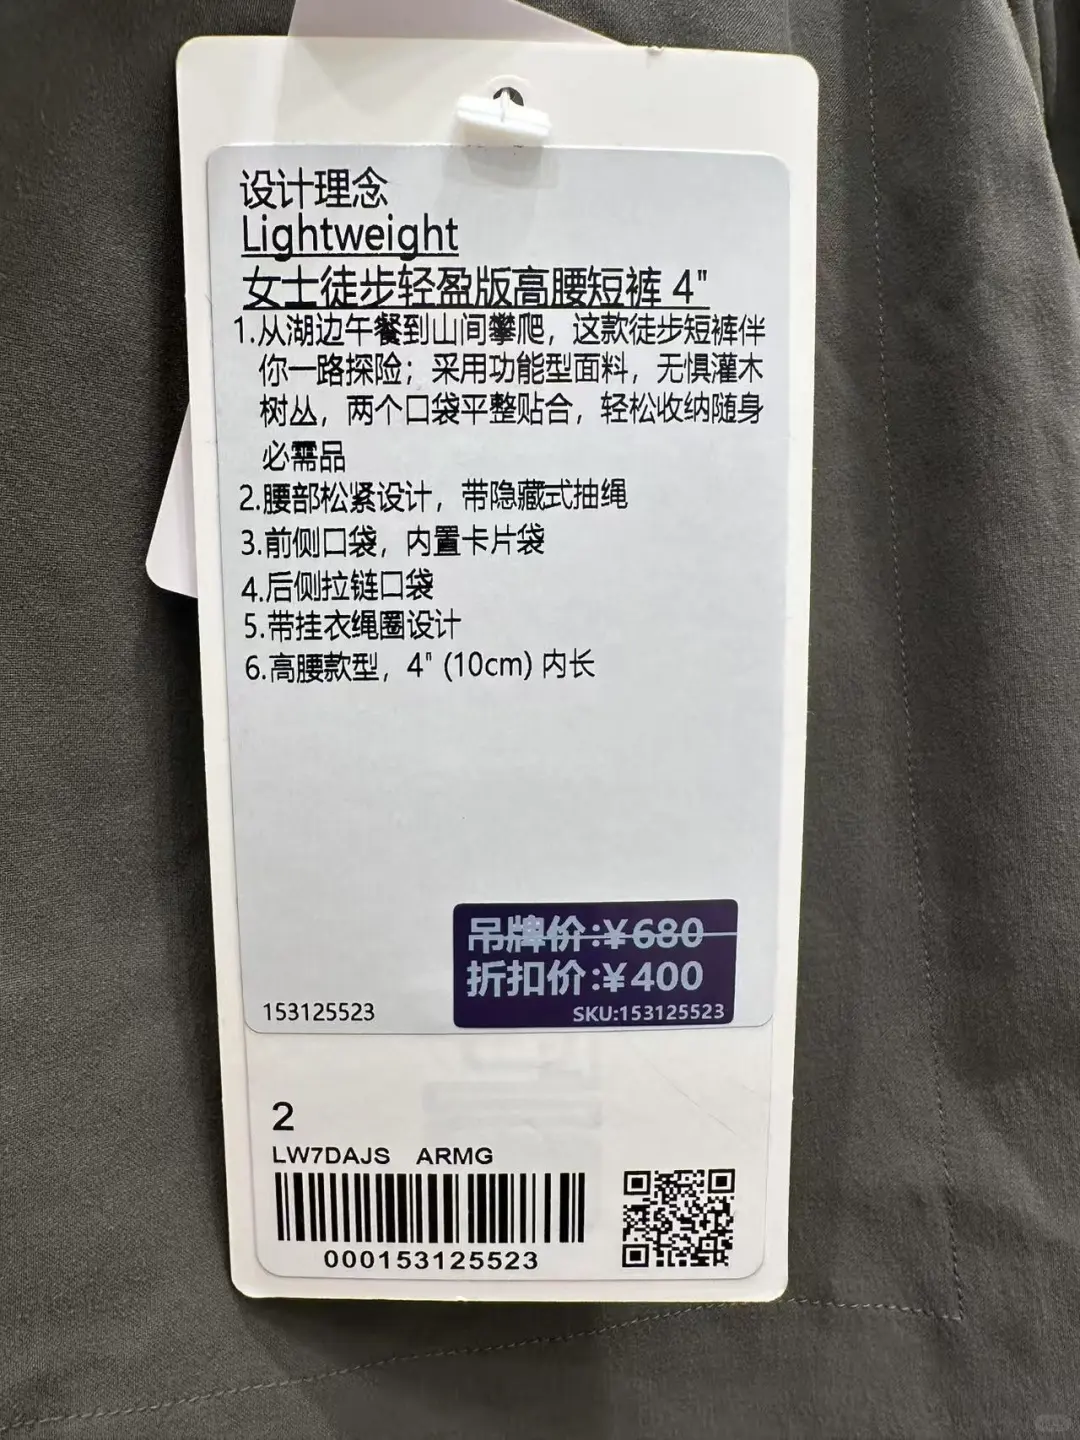 设计理念
Lightweight
女士徒步轻盈版高腰短裤 4"
1.从湖边午餐到山间攀爬，这款徒步短裤伴
你一路探险；采用功能型面料，无惧灌木
树丛，两个口袋平整贴合，轻松收纳随身
必需品
2.腰部松紧设计，带隐藏式抽绳
3.前侧口袋，内置卡片袋
4.后侧拉链口袋
5.带挂衣绳圈设计
6.高腰款型，4" (10cm) 内长
吊牌价:¥680
折扣价:¥400
153125523
SKU:153125523
2
LW7DAJS ARMG
000153125523